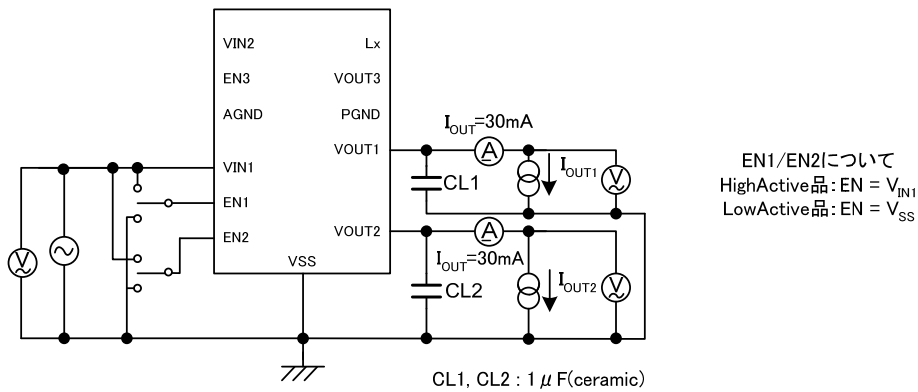 VIN2
Lx
EN3
VOUT3
AGND
PGND
IOUT=30mA
VOUT1
VIN1
A
IOUT1
V
CL1
EN1
EN2
VOUT2
A
V
VSS
IOUT=30mA
CL2
IOUT2
V
CL1, CL2 : 1μF(ceramic)
EN1/EN2について
HighActive品:EN = VIN1
LowActive品:EN = VSS